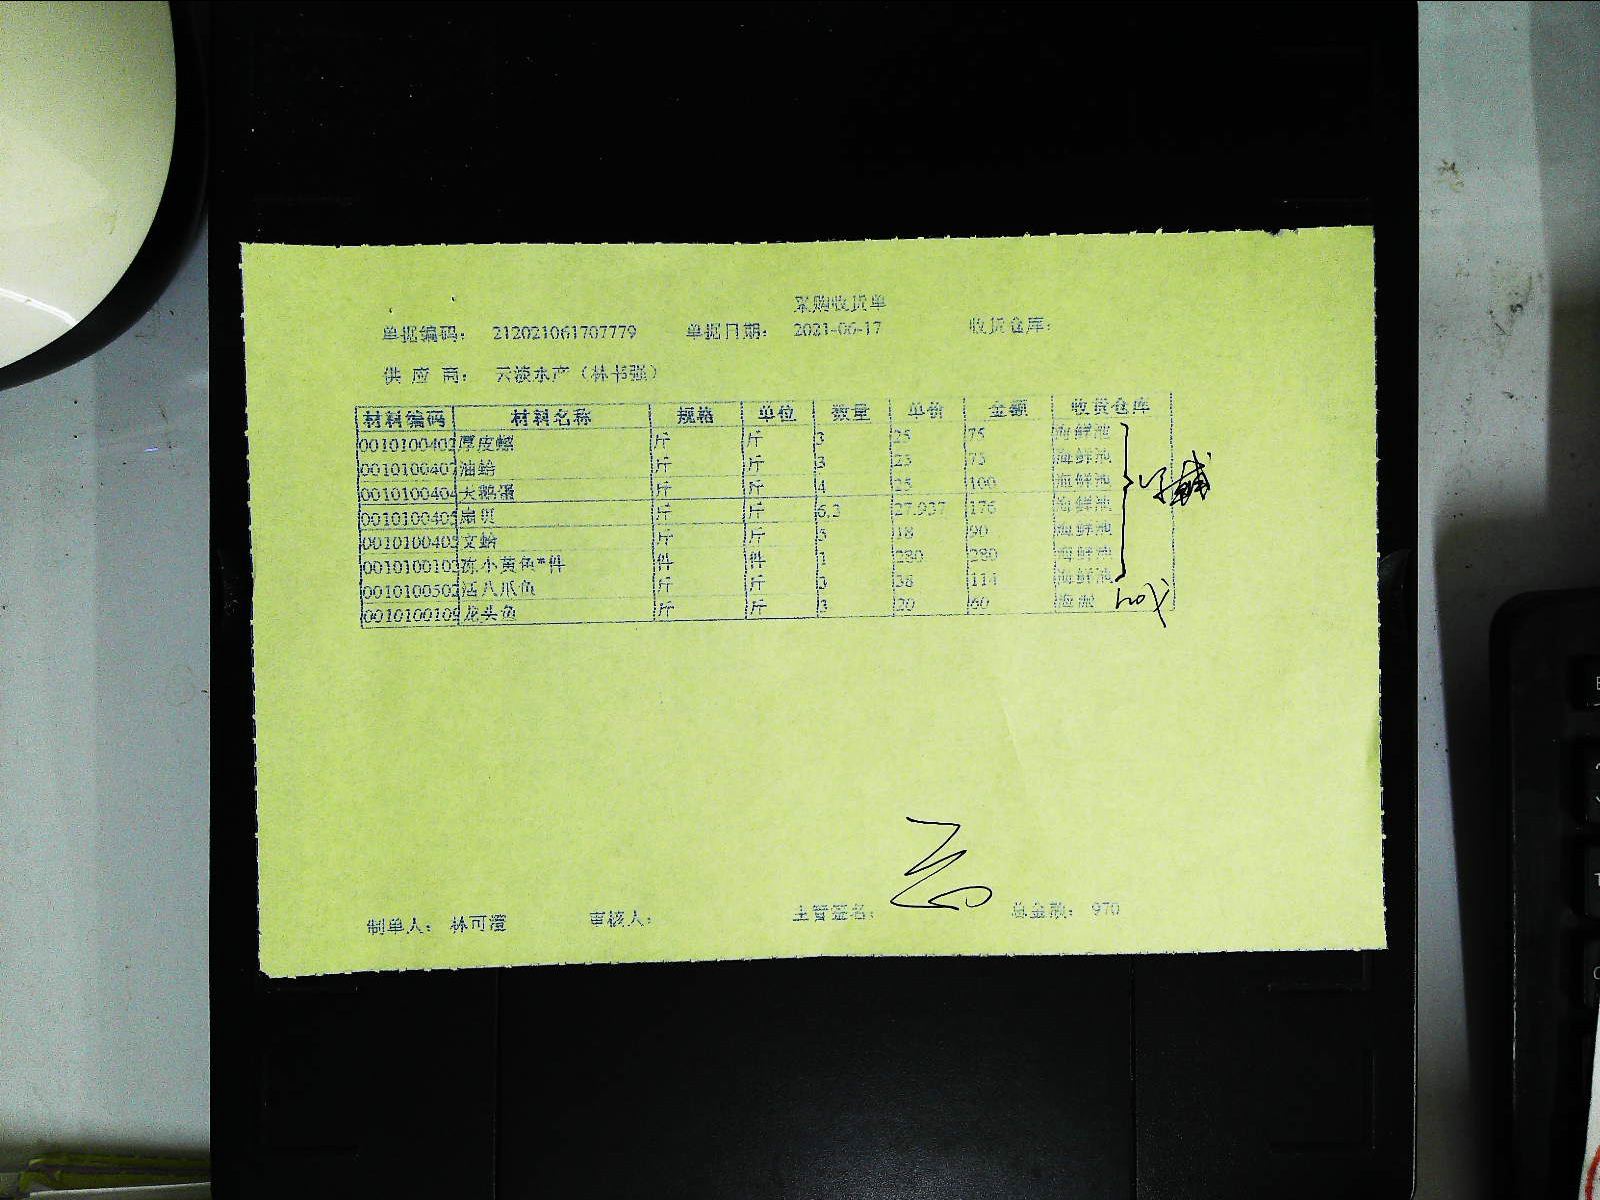 采购收货单
单据编码： 212021061707779 单据日期： 2021-06-17 收货仓库：
供 应 商： 云淡水产（林书强）
材料编码 材料名称 规格 单位 数量 单价 金额 收货仓库
0010100402 厚皮螺 斤 斤 3 25 75 海鲜池
0010100407 油蛤 斤 斤 3 25 75 海鲜池
0010100404 天鹅蛋 斤 斤 4 25 100 海鲜池
0010100405 扇贝 斤 斤 6.3 27.937 176 海鲜池
0010100403 文蛤 斤 斤 5 18 90 海鲜池
0010100103 冻小黄鱼*件 件 件 1 280 280 海鲜池
0010100502 活八爪鱼 斤 斤 3 38 114 海鲜池
0010100109 龙头鱼 斤 斤 3 20 60
制单人： 林可澄 审核人： 主管签名： 总金额： 970